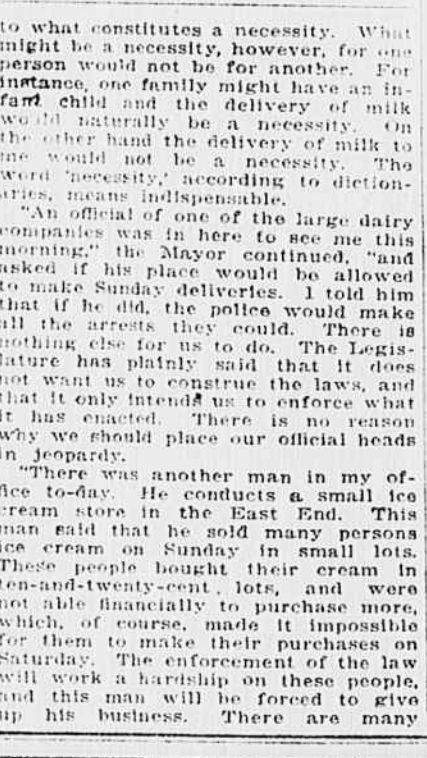 to what constitutes a necessity. What
might be a necessity, however, for one
person would not be for another. For
instance, one family might have an in-
fant child and the delivery of milk
would naturally be a necessity. On
the other hand the delivery of milk to
me would not be a necessity. The
word 'necessity,' according to diction-
aries, means indispensable.
"An official of one of the large dairy
companies was in here to see me this
morning," the Mayor continued, "and
asked if his place would be allowed
to make Sunday deliveries. I told him
that if he did, the police would make
all the arrests they could. There is
nothing else for us to do. The Legis-
lature has plainly said that it does
not want us to construe the laws, and
that it only intends us to enforce what
it has enacted. There is no reason
why we should place our official heads
in jeopardy.
"There was another man in my of-
fice to-day. He conducts a small ice
cream store in the East End. This
man said that he sold many persons
ice cream on Sunday in small lots.
These people bought their cream in
ten-and-twenty-cent lots, and were
not able financially to purchase more,
which, of course, made it impossible
for them to make their purchases on
Saturday. The enforcement of the law
will work a hardship on these people,
and this man will be forced to give
up his business. There are many